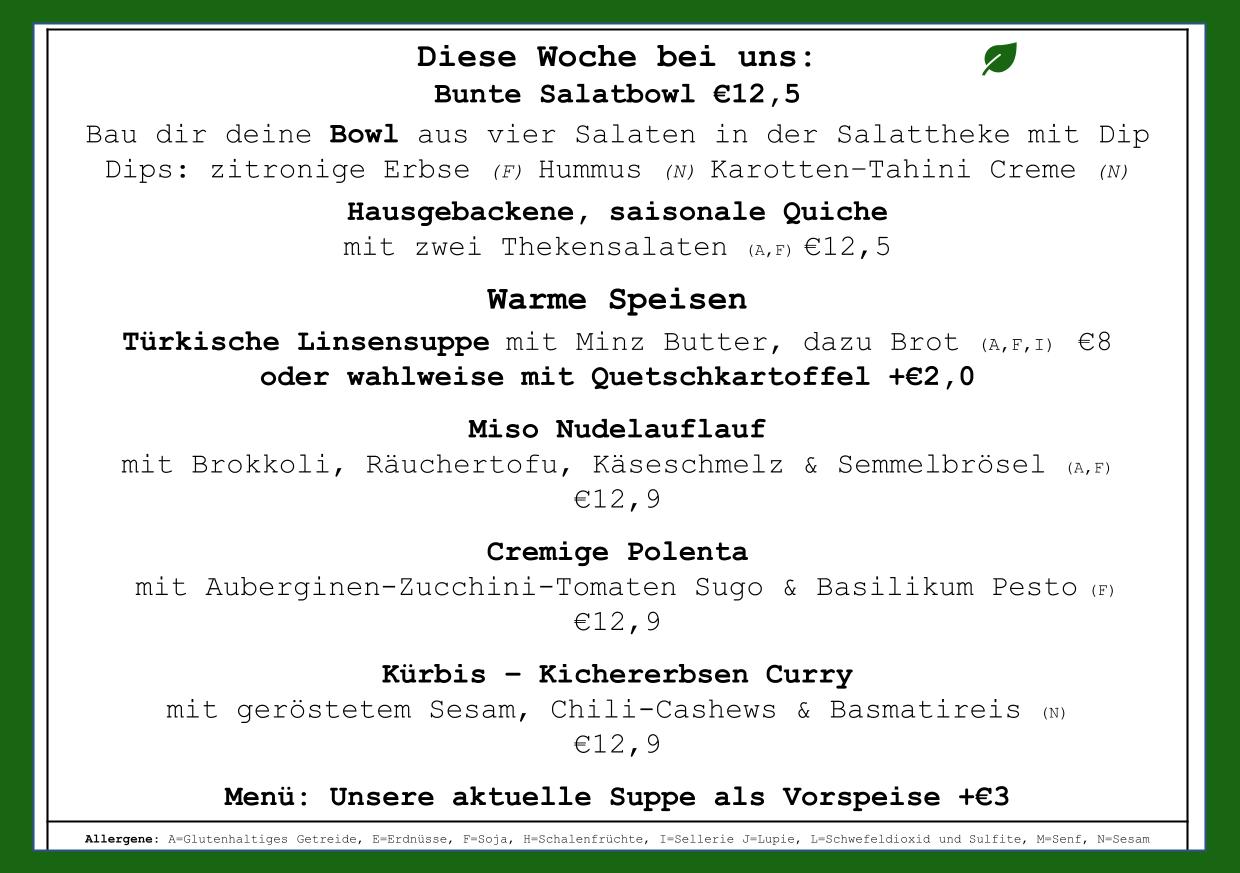 Diese Woche bei uns:
Bunte Salatbowl €12,5
Bau dir deine Bowl aus vier Salaten in der Salattheke mit Dip
Dips: zitronige Erbse (F) Hummus (N) Karotten-Tahini Creme (N)
Hausgebackene, saisonale Quiche
mit zwei Thekensalaten (A,F) €12,5
Warme Speisen
Türkische Linsensuppe mit Minz Butter, dazu Brot (A,F,I) €8
oder wahlweise mit Quetschkartoffel +€2,0
Miso Nudelauflauf
mit Brokkoli, Räuchertofu, Käseschmelz & Semmelbrösel (A,F)
€12,9
Cremige Polenta
mit Auberginen-Zucchini-Tomaten Sugo & Basilikum Pesto (F)
€12,9
Kürbis – Kichererbsen Curry
mit geröstetem Sesam, Chili-Cashews & Basmatireis (N)
€12,9
Menü: Unsere aktuelle Suppe als Vorspeise +€3
Allergene: A=Glutenhaltiges Getreide, E=Erdnüsse, F=Soja, H=Schalenfrüchte, I=Sellerie J=Lupie, L=Schwefeldioxid und Sulfite, M=Senf, N=Sesam